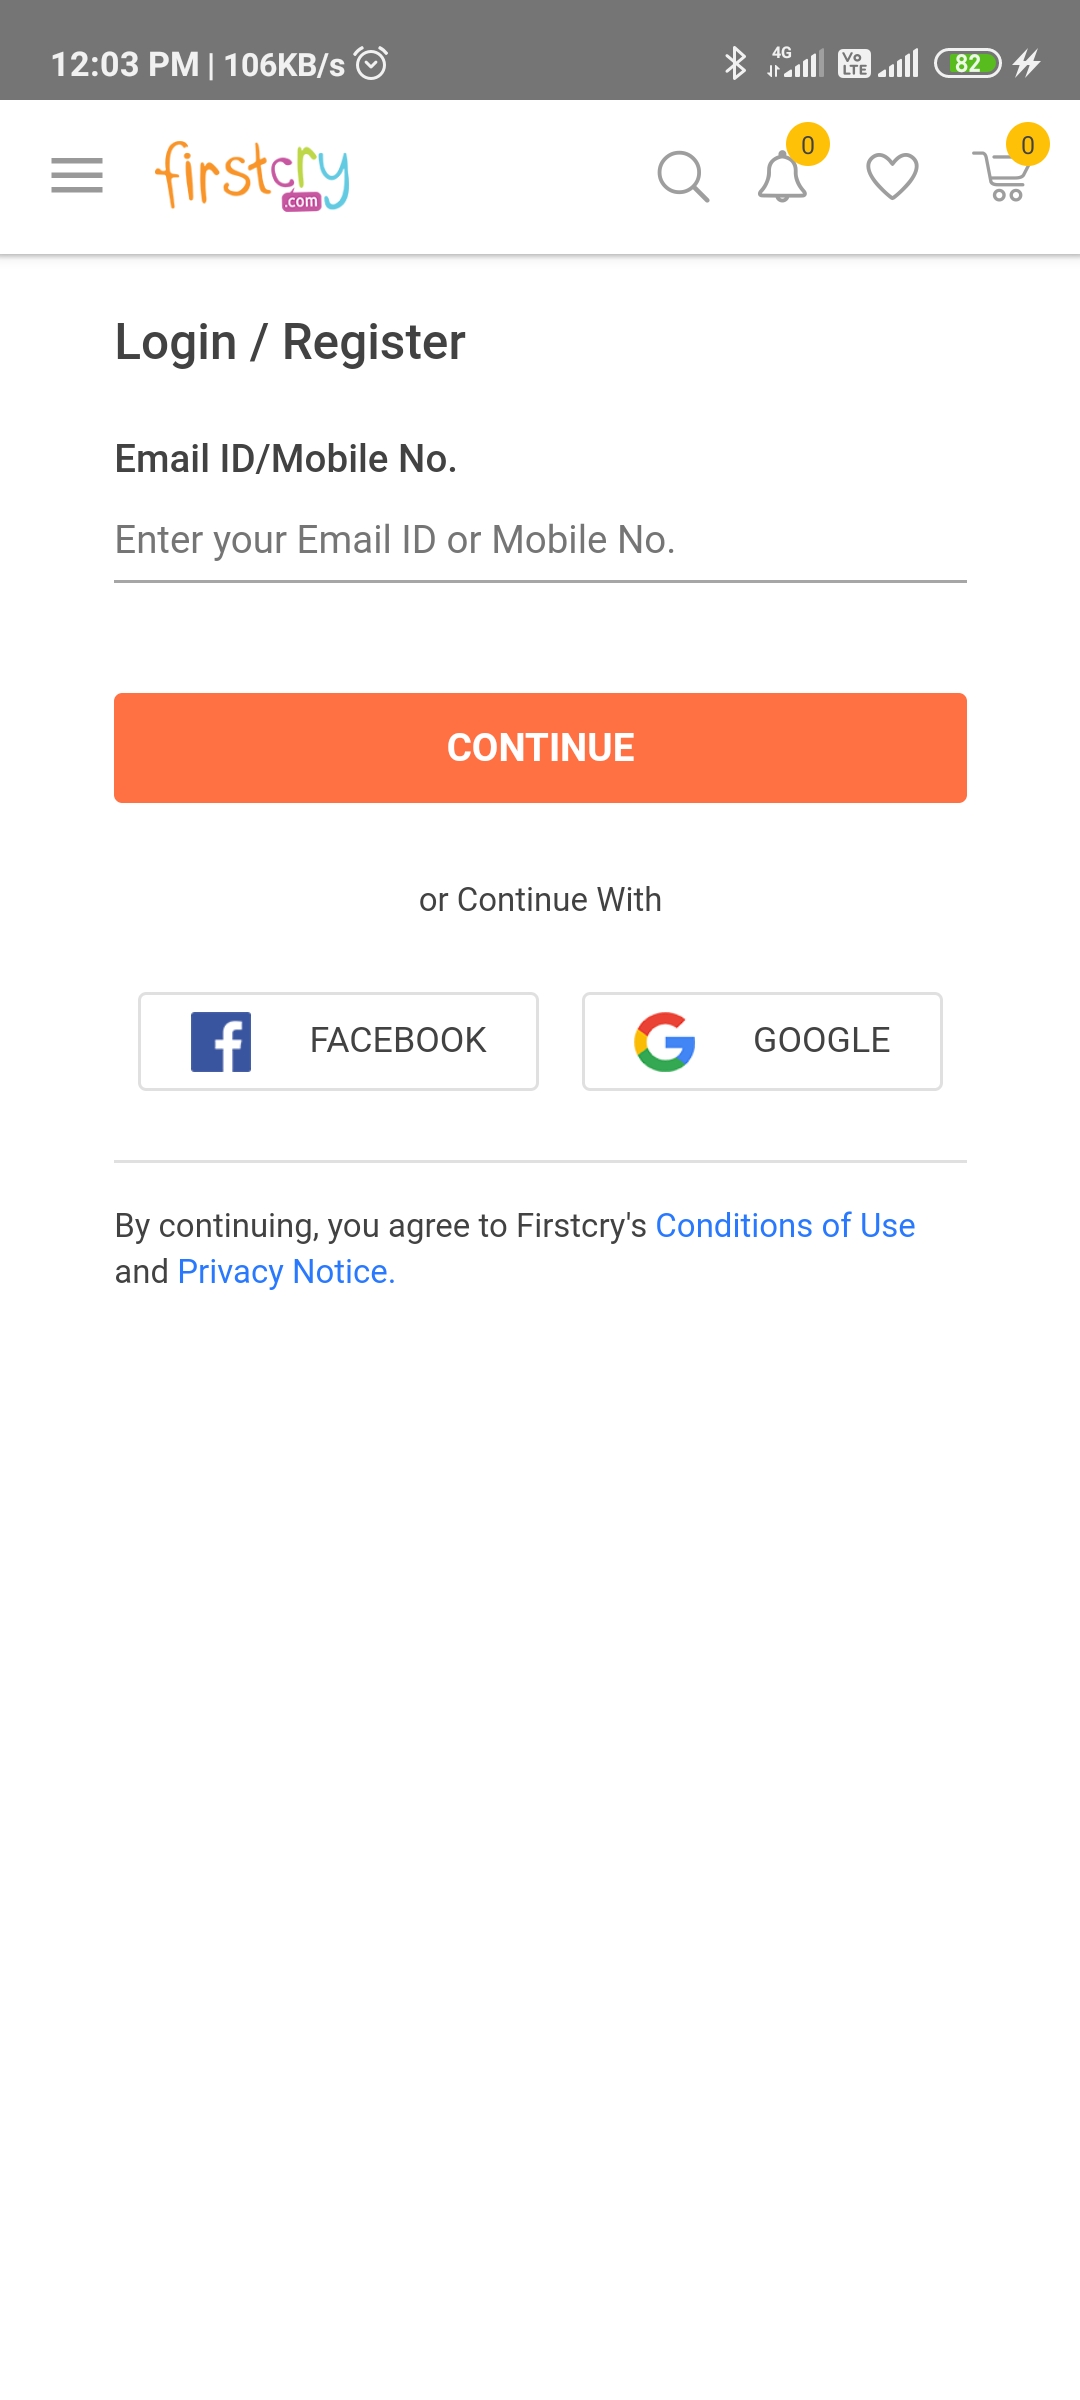 12:03 PM | 106KB/s
4G
Vo
LTE
82
firstcry
.com
0
0
Login / Register
Email ID/Mobile No.
Enter your Email ID or Mobile No.
CONTINUE
or Continue With
FACEBOOK
GOOGLE
By continuing, you agree to Firstcry's Conditions of Use
and Privacy Notice.